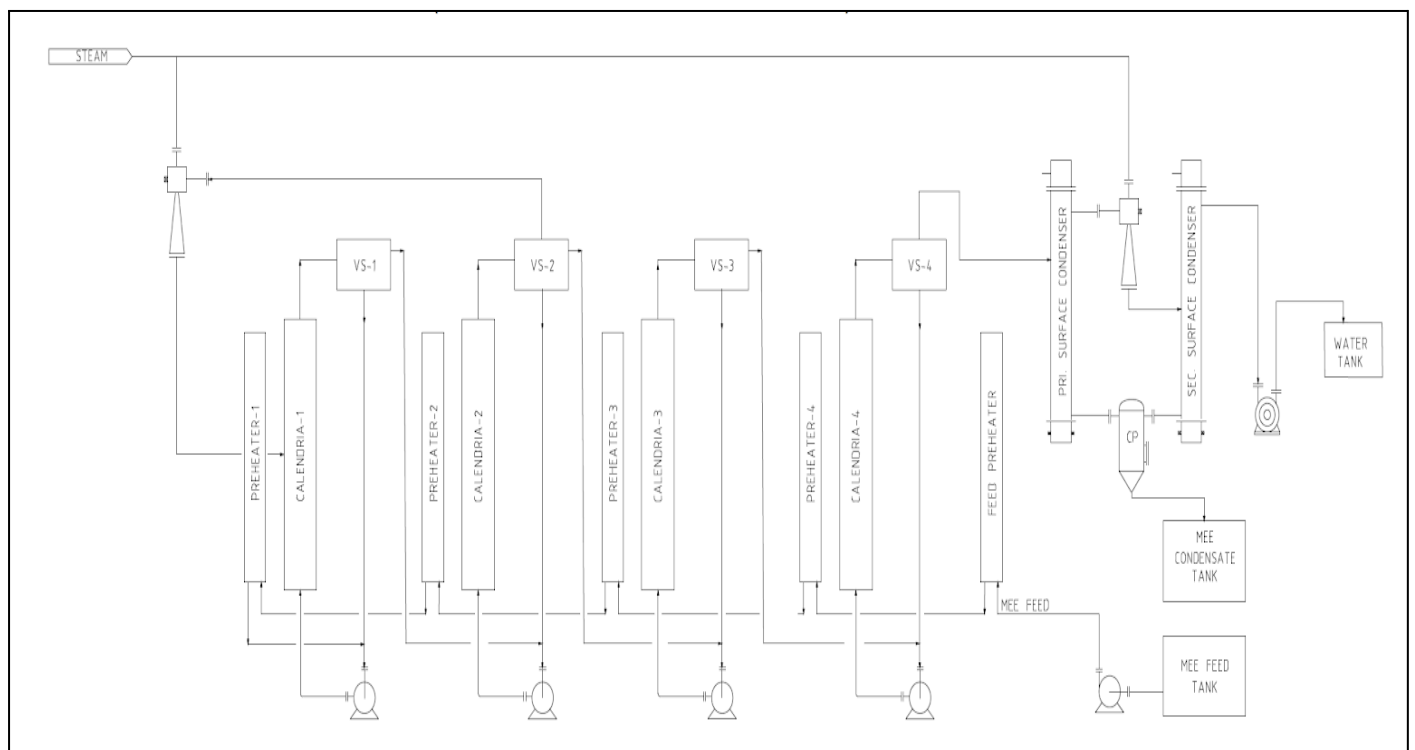 STEAM
VS-1
VS-2
VS-3
VS-4
PREHEATER-1
CALENDRIA-1
PREHEATER-2
CALENDRIA-2
PREHEATER-3
CALENDRIA-3
PREHEATER-4
CALENDRIA-4
FEED PREHEATER
PRI. SURFACE CONDENSER
SEC. SURFACE CONDENSER
CP
WATER
TANK
MEE
CONDENSATE
TANK
MEE FEED
MEE FEED
TANK